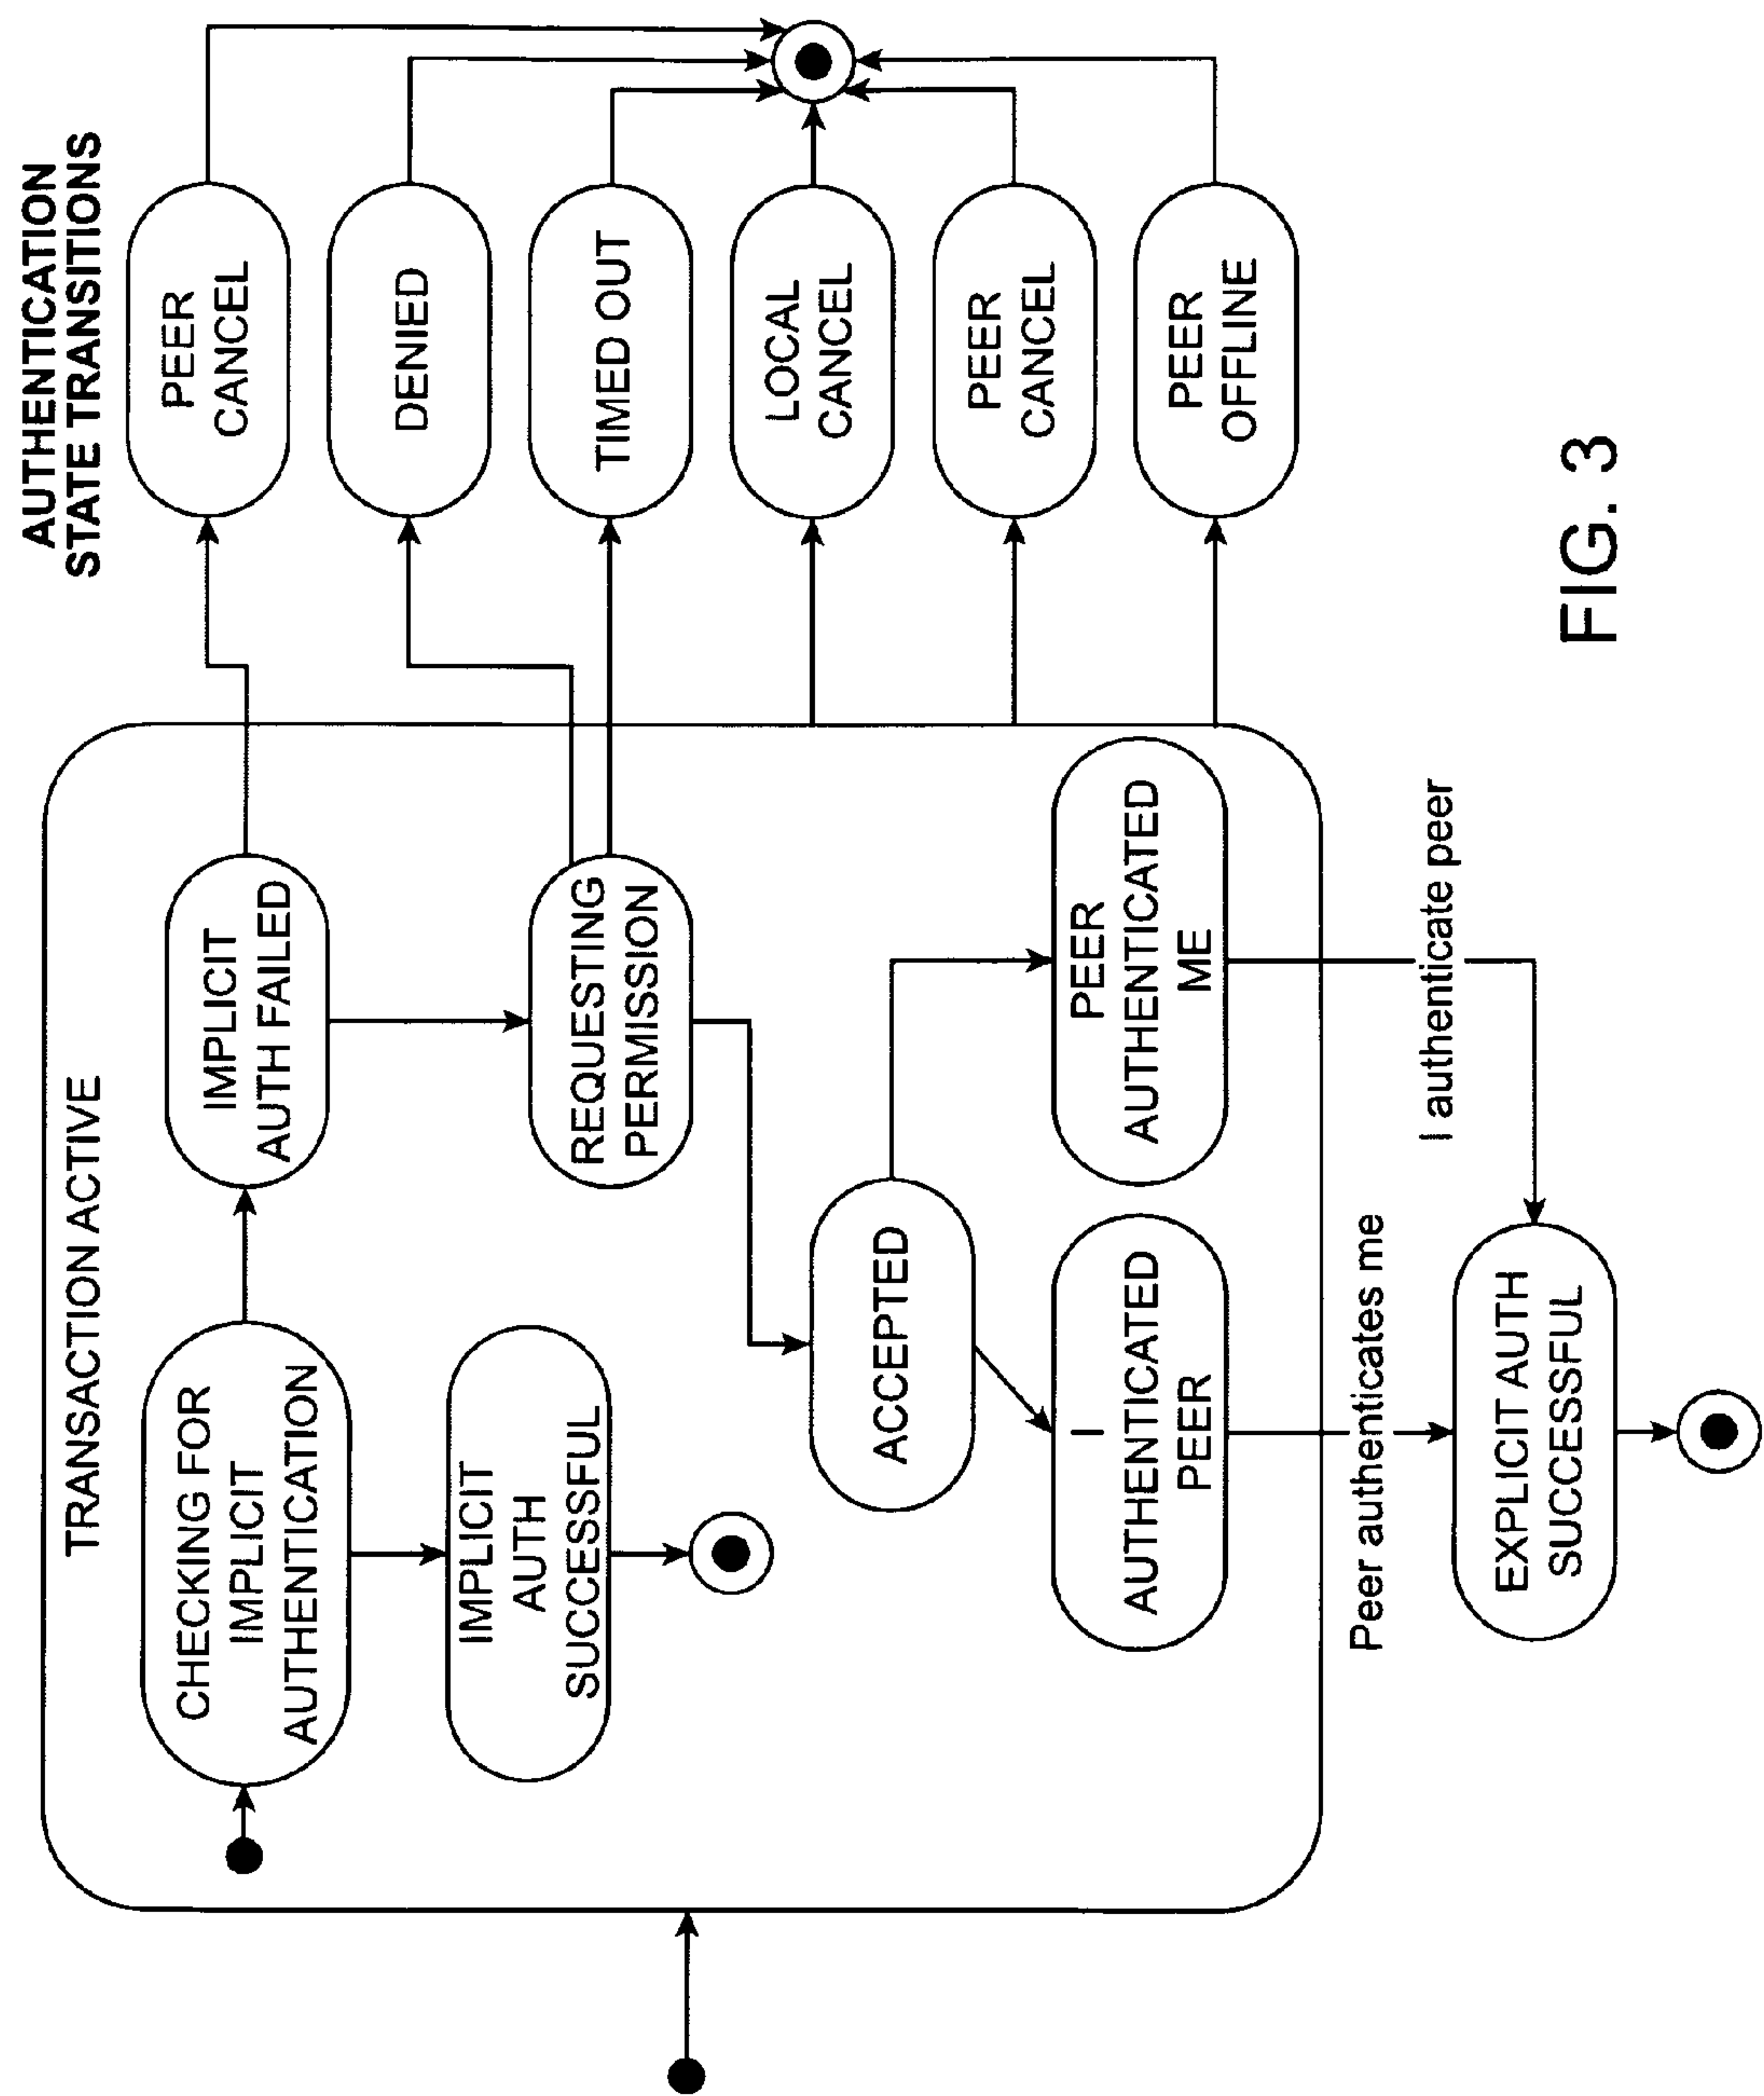 AUTHENTICATION
STATE TRANSITIONS
TRANSACTION ACTIVE
CHECKING FOR
IMPLICIT
AUTHENTICATION
IMPLICIT
AUTH FAILED
PEER
CANCEL
DENIED
IMPLICIT
AUTH
SUCCESSFUL
REQUESTING
PERMISSION
TIMED OUT
LOCAL
CANCEL
ACCEPTED
PEER
CANCEL
I
AUTHENTICATED
PEER
PEER
AUTHENTICATED
ME
PEER
OFFLINE
Peer authenticates me
I authenticate peer
EXPLICIT AUTH
SUCCESSFUL
FIG. 3